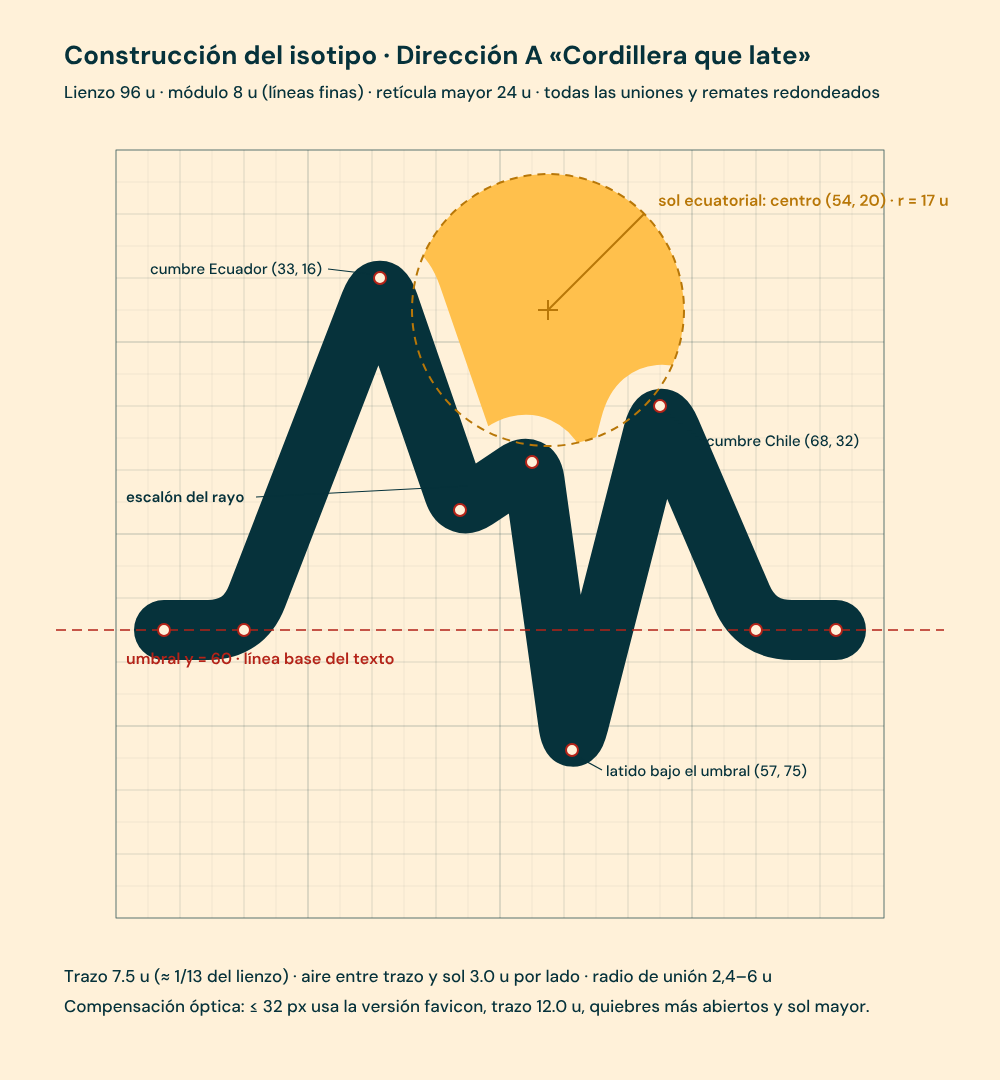 Construcción del isotipo · Dirección A «Cordillera que late»
Lienzo 96 u · módulo 8 u (líneas finas) · retícula mayor 24 u · todas las uniones y remates redondeados
sol ecuatorial: centro (54, 20) · r = 17 u
cumbre Ecuador (33, 16)
cumbre Chile (68, 32)
escalón del rayo
umbral y = 60 · línea base del texto
latido bajo el umbral (57, 75)
Trazo 7.5 u (≈ 1/13 del lienzo) · aire entre trazo y sol 3.0 u por lado · radio de unión 2,4–6 u
Compensación óptica: ≤ 32 px usa la versión favicon, trazo 12.0 u, quiebres más abiertos y sol mayor.